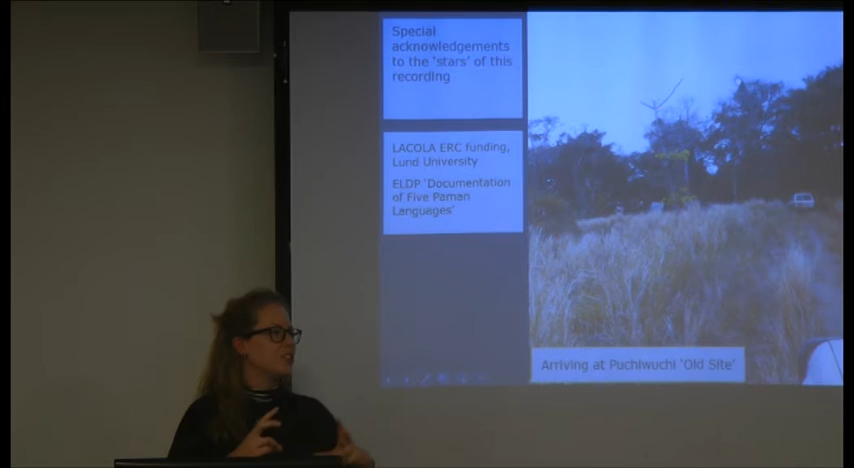 Special
acknowledgements
to the ‘stars’ of this
recording
LACOLA ERC funding,
Lund University
ELDP ‘Documentation
of Five Paman
Languages’
Arriving at Puchiwuchi ‘Old Site’